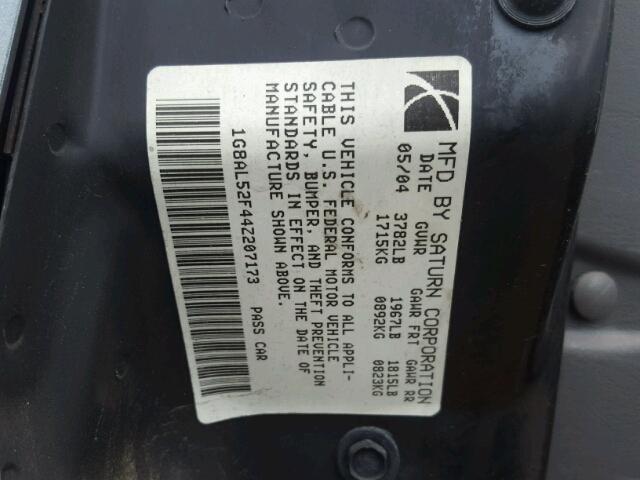 MFD BY SATURN CORPORATION
DATE GVWR GAWR FRT GAWR RR
05/04 3782LB 1967LB 1815LB
1715KG 0892KG 0823KG
THIS VEHICLE CONFORMS TO ALL APPLI-
CABLE U.S. FEDERAL MOTOR VEHICLE
SAFETY, BUMPER, AND THEFT PREVENTION
STANDARDS IN EFFECT ON THE DATE OF
MANUFACTURE SHOWN ABOVE.
1G8AL52F44Z207173 PASS CAR